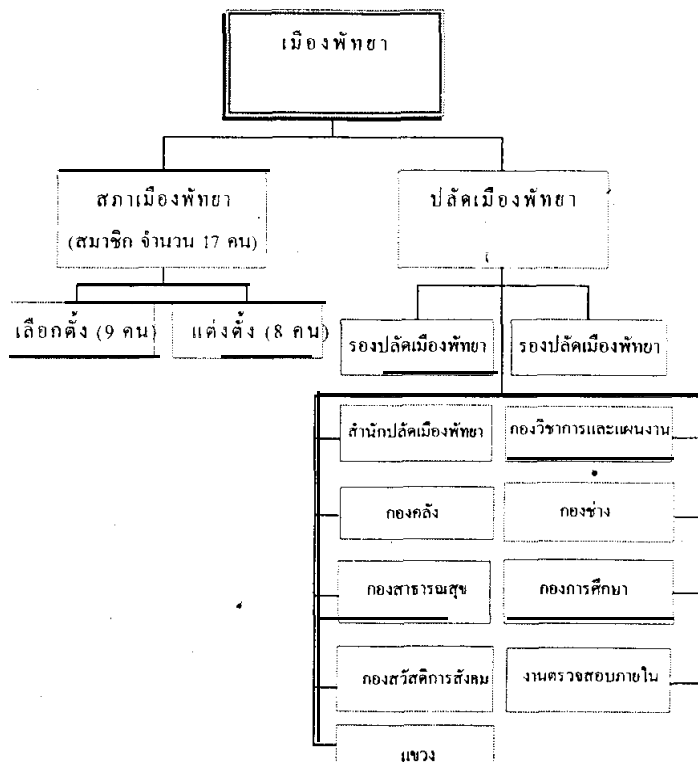 เมืองพัทยา
สภาเมืองพัทยา
(สมาชิก จำนวน 17 คน)
ปลัดเมืองพัทยา
เลือกตั้ง (9 คน)
แต่งตั้ง (8 คน)
รองปลัดเมืองพัทยา
รองปลัดเมืองพัทยา
สำนักปลัดเมืองพัทยา
กองวิชาการและแผนงาน
กองคลัง
กองช่าง
กองสาธารณสุข
กองการศึกษา
กองสวัสดิการสังคม
งานตรวจสอบภายใน
แขวง